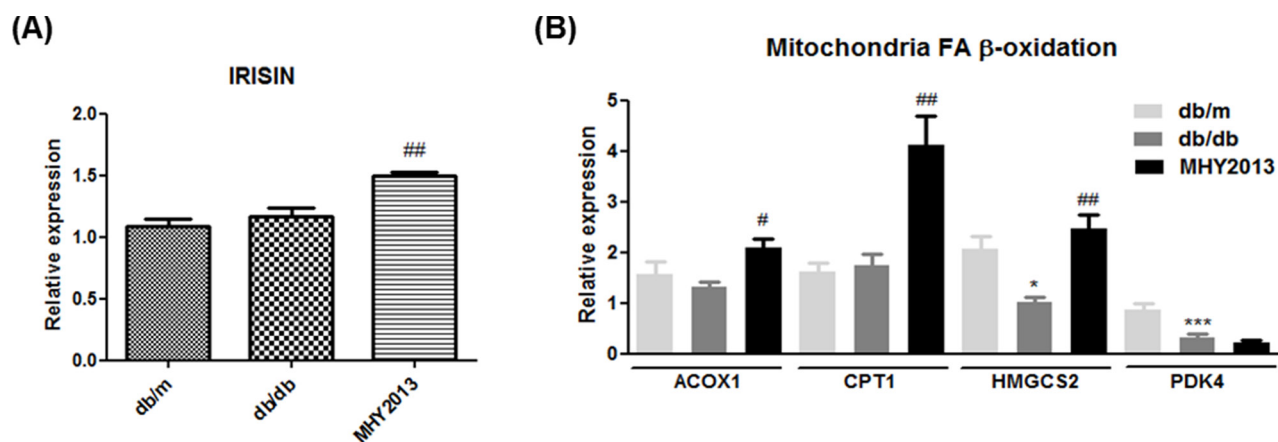 (A)
IRISIN
Relative expression
2.0
1.5
1.0
0.5
0.0
##
db/m
db/db
MHY2013
(B)
Mitochondria FA β-oxidation
Relative expression
5
4
3
2
1
0
#
##
*
##
***
db/m
db/db
MHY2013
ACOX1
CPT1
HMGCS2
PDK4